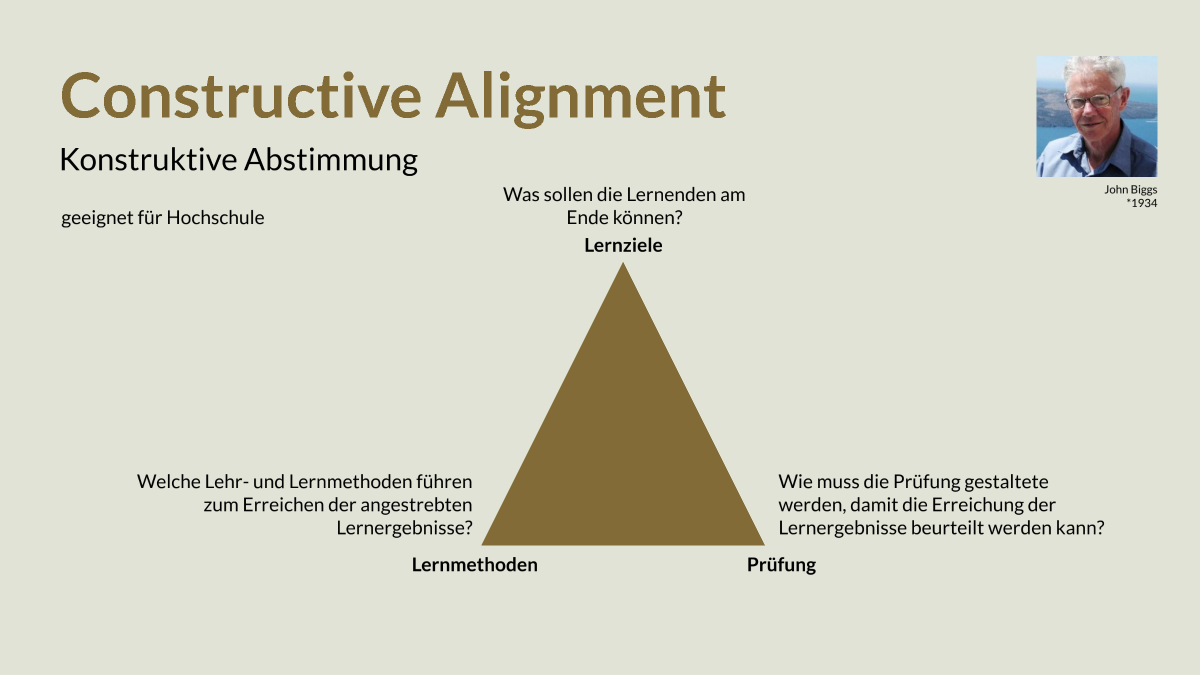 Constructive Alignment
Konstruktive Abstimmung
geeignet für Hochschule
John Biggs
*1934
Was sollen die Lernenden am
Ende können?
Lernziele
Welche Lehr- und Lernmethoden führen
zum Erreichen der angestrebten
Lernergebnisse?
Lernmethoden
Wie muss die Prüfung gestaltete
werden, damit die Erreichung der
Lernergebnisse beurteilt werden kann?
Prüfung